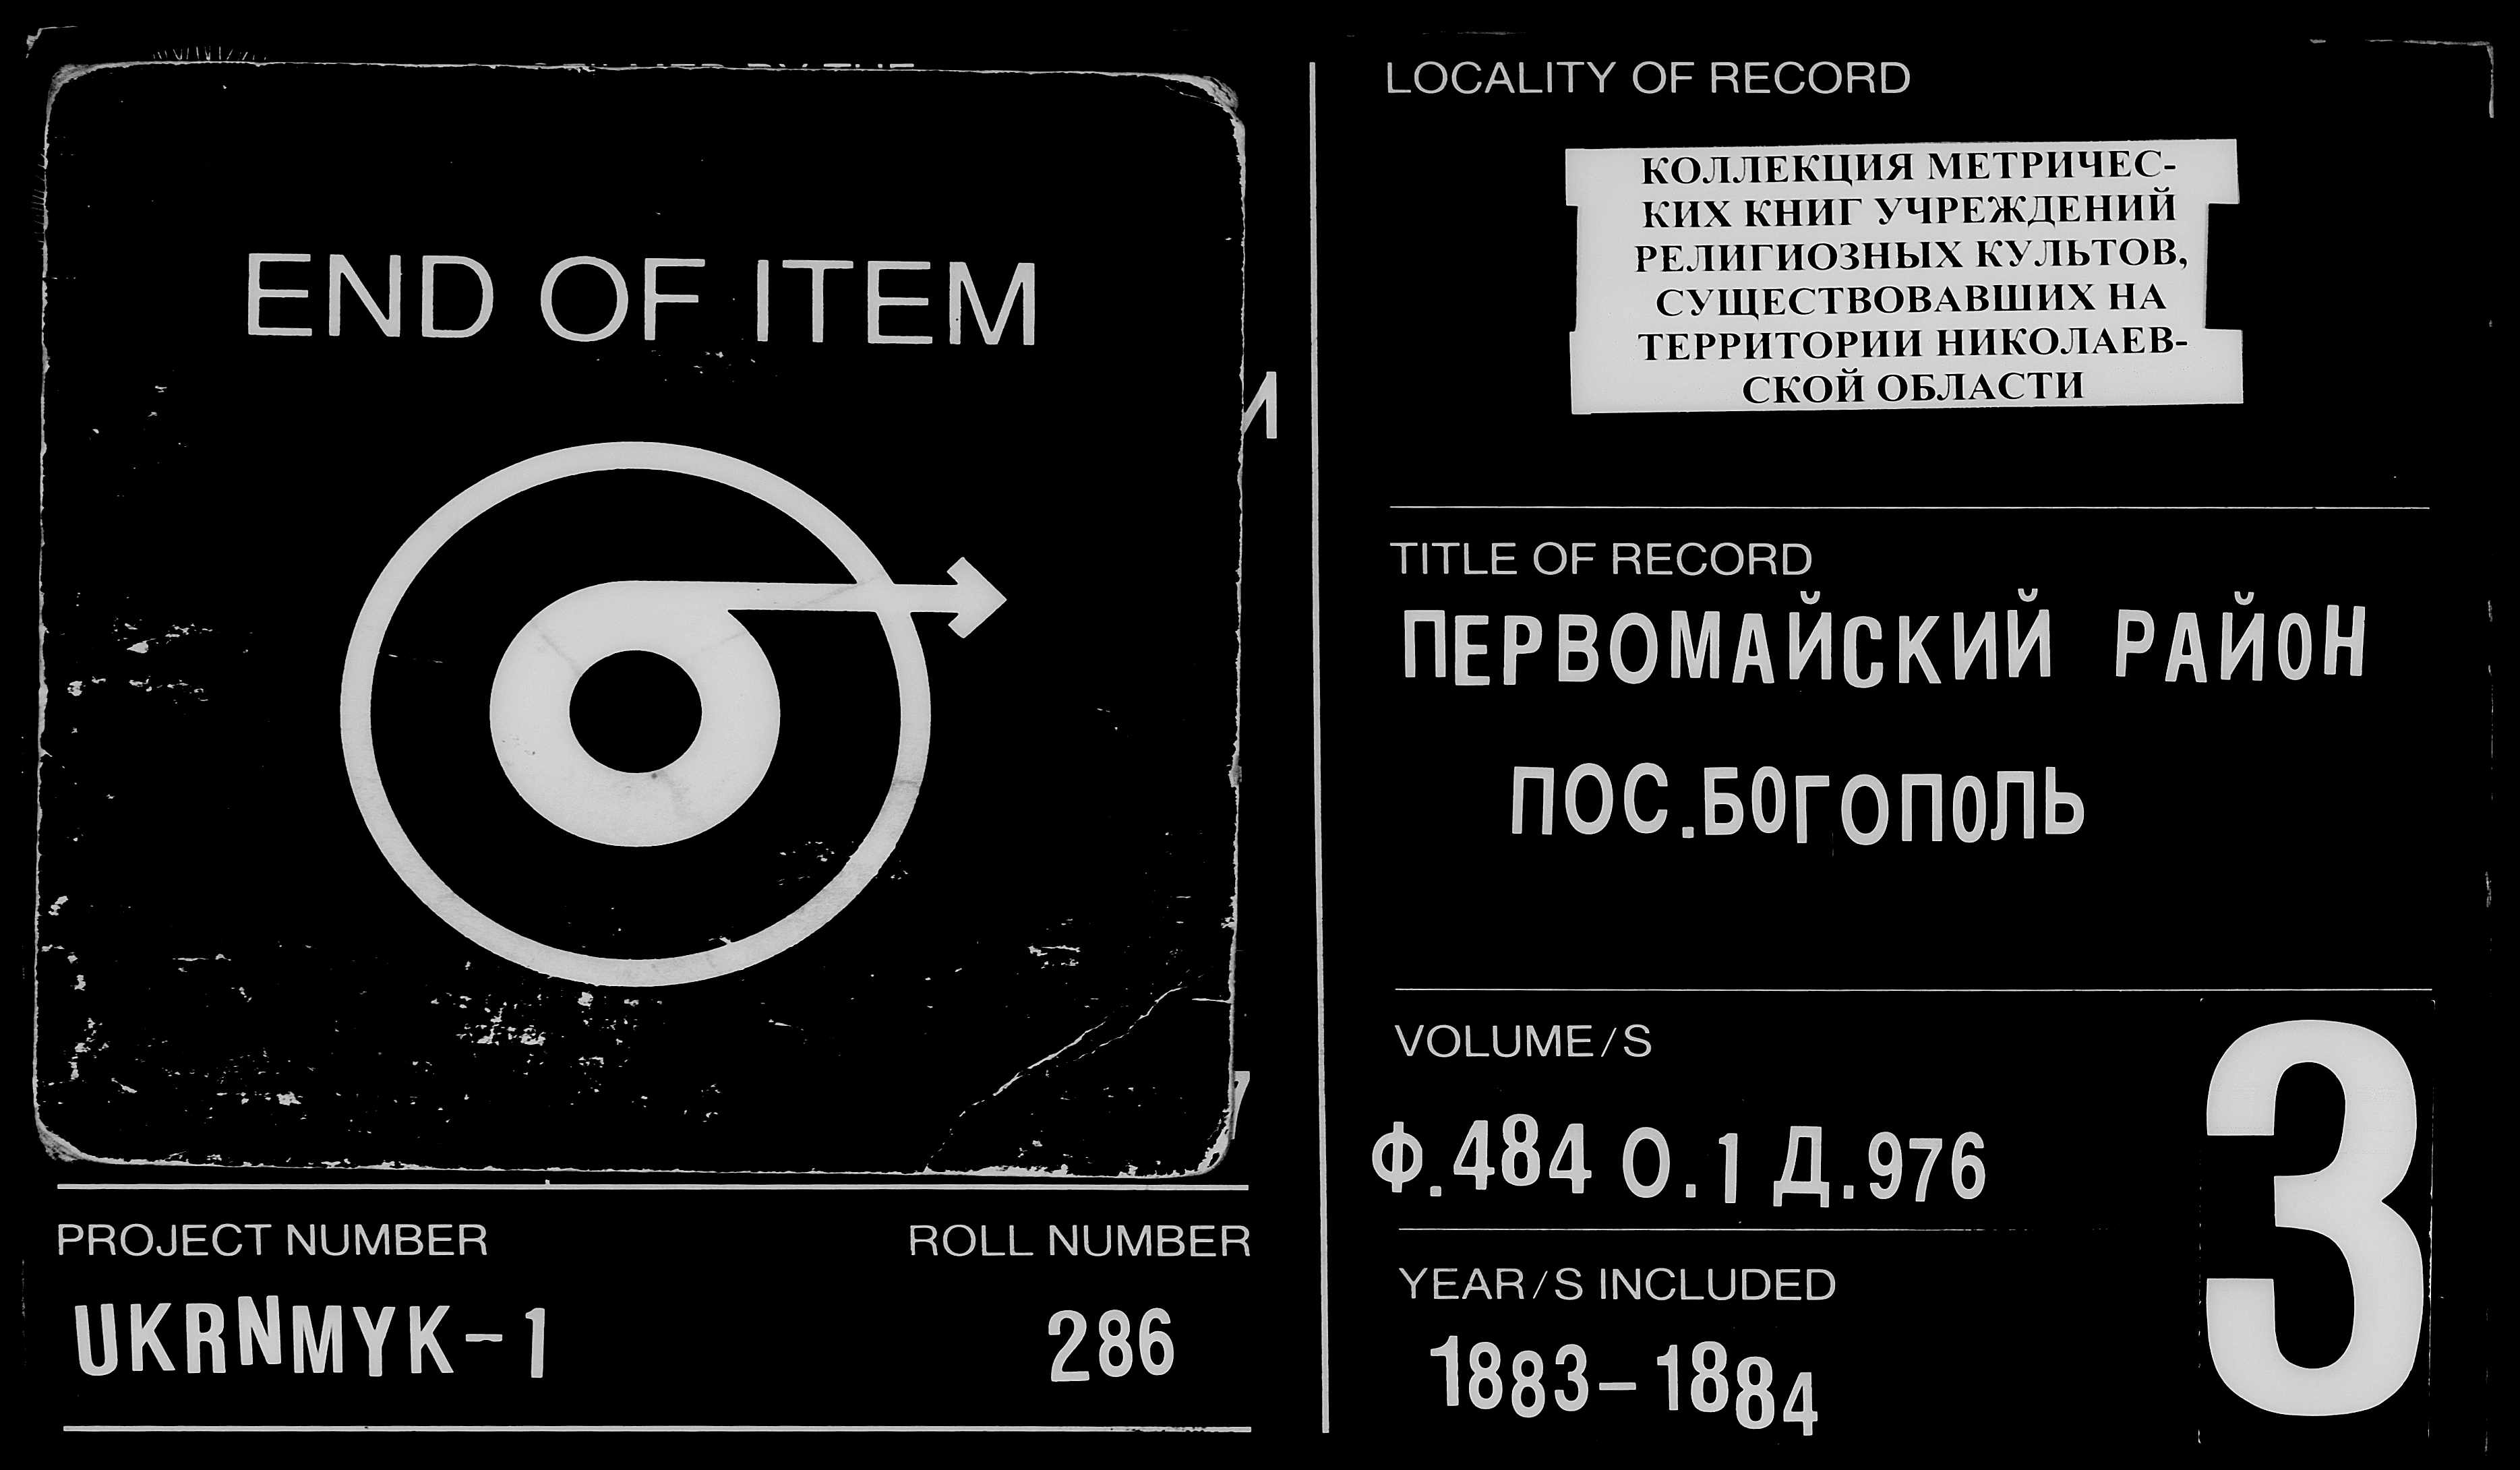 END OF ITEM
PROJECT NUMBER
ROLL NUMBER
UKRNMYK-1
286
LOCALITY OF RECORD
КОЛЛЕКЦИЯ МЕТРИЧЕС-
КИХ КНИГ УЧРЕЖДЕНИЙ
РЕЛИГИОЗНЫХ КУЛЬТОВ,
СУЩЕСТВОВАВШИХ НА
ТЕРРИТОРИИ НИКОЛАЕВ-
СКОЙ ОБЛАСТИ
TITLE OF RECORD
ПЕРВОМАЙСКИЙ РАЙОН
ПОС.БОГОПОЛЬ
VOLUME/S
Ф.484 О.1 Д.976
3
YEAR/S INCLUDED
1883-1884